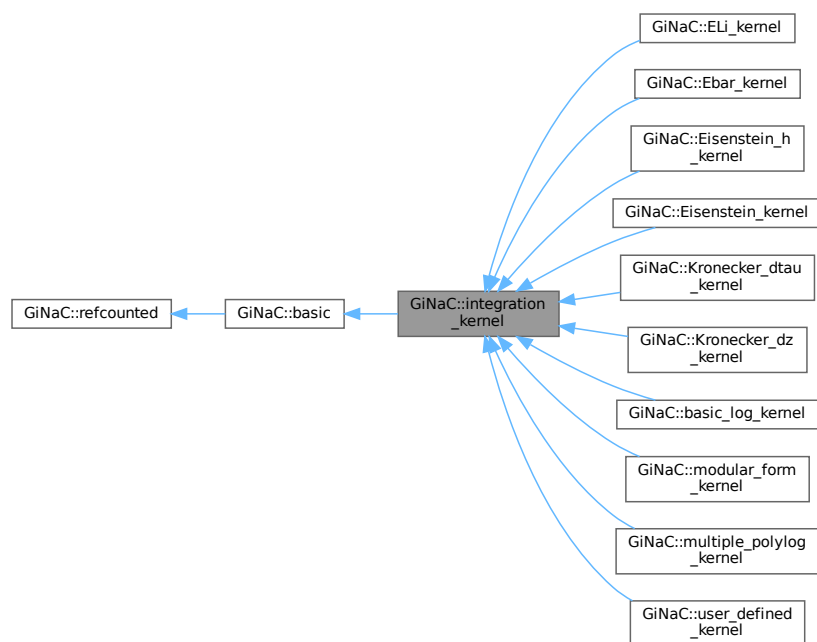 GiNaC::ELi_kernel
GiNaC::Ebar_kernel
GiNaC::Eisenstein_h
_kernel
GiNaC::Eisenstein_kernel
GiNaC::Kronecker_dtau
_kernel
GiNaC::refcounted
GiNaC::basic
GiNaC::integration
_kernel
GiNaC::Kronecker_dz
_kernel
GiNaC::basic_log_kernel
GiNaC::modular_form
_kernel
GiNaC::multiple_polylog
_kernel
GiNaC::user_defined
_kernel